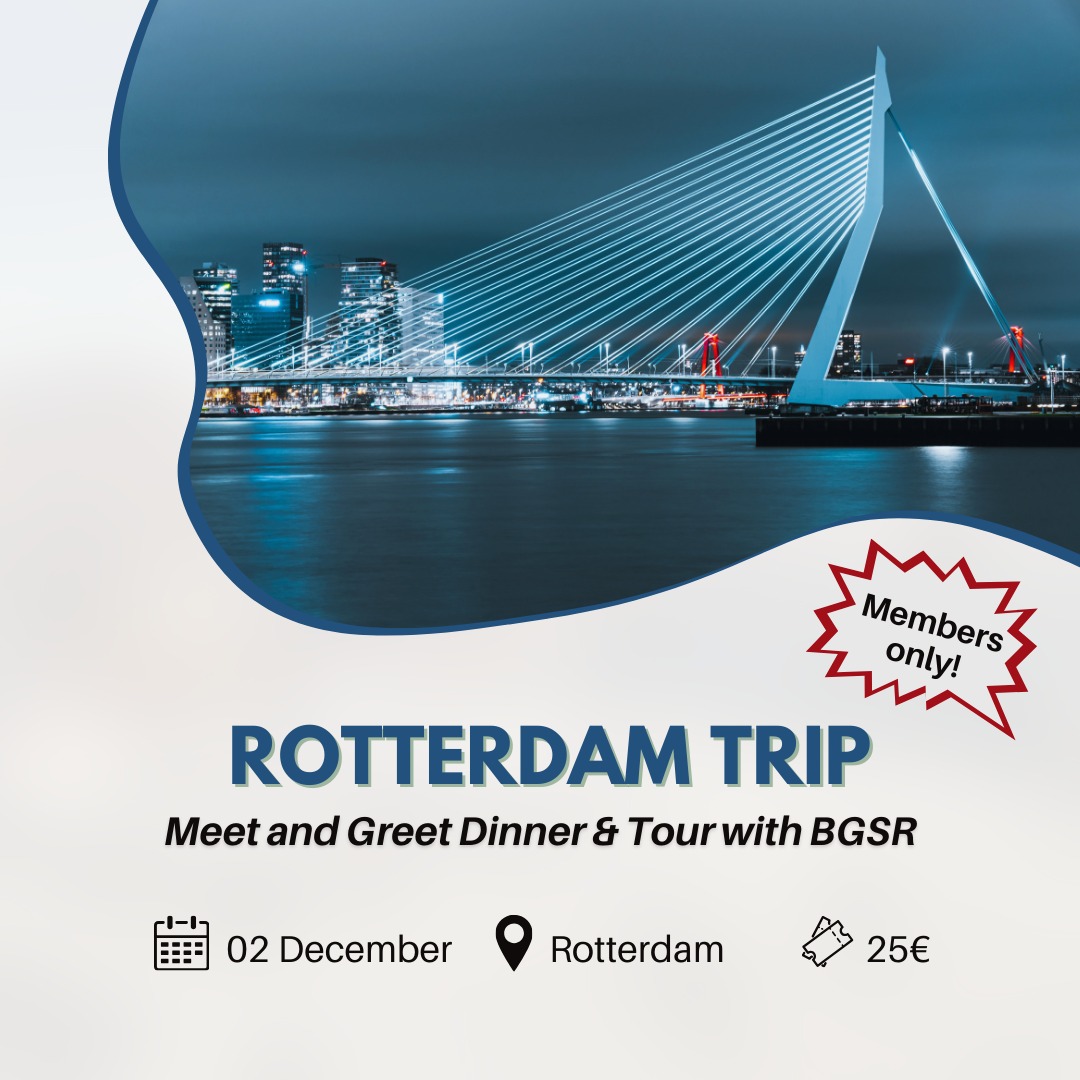 Members
only!
ROTTERDAM TRIP
Meet and Greet Dinner & Tour with BGSR
02 December
Rotterdam
25€